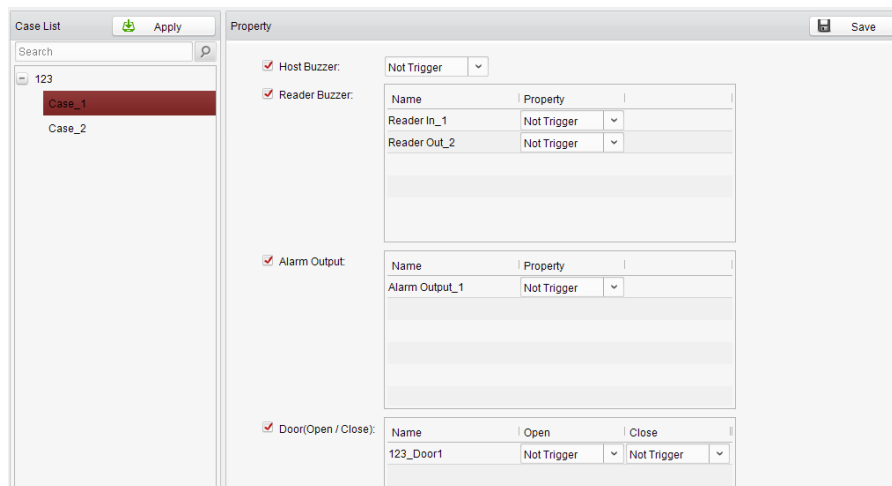 Case List
Apply
Property
Save
Search
123
Case_1
Case_2
Host Buzzer:
Not Trigger
Reader Buzzer:
Name Property
Reader In_1 Not Trigger
Reader Out_2 Not Trigger
Alarm Output:
Name Property
Alarm Output_1 Not Trigger
Door(Open / Close):
Name Open Close
123_Door1 Not Trigger Not Trigger